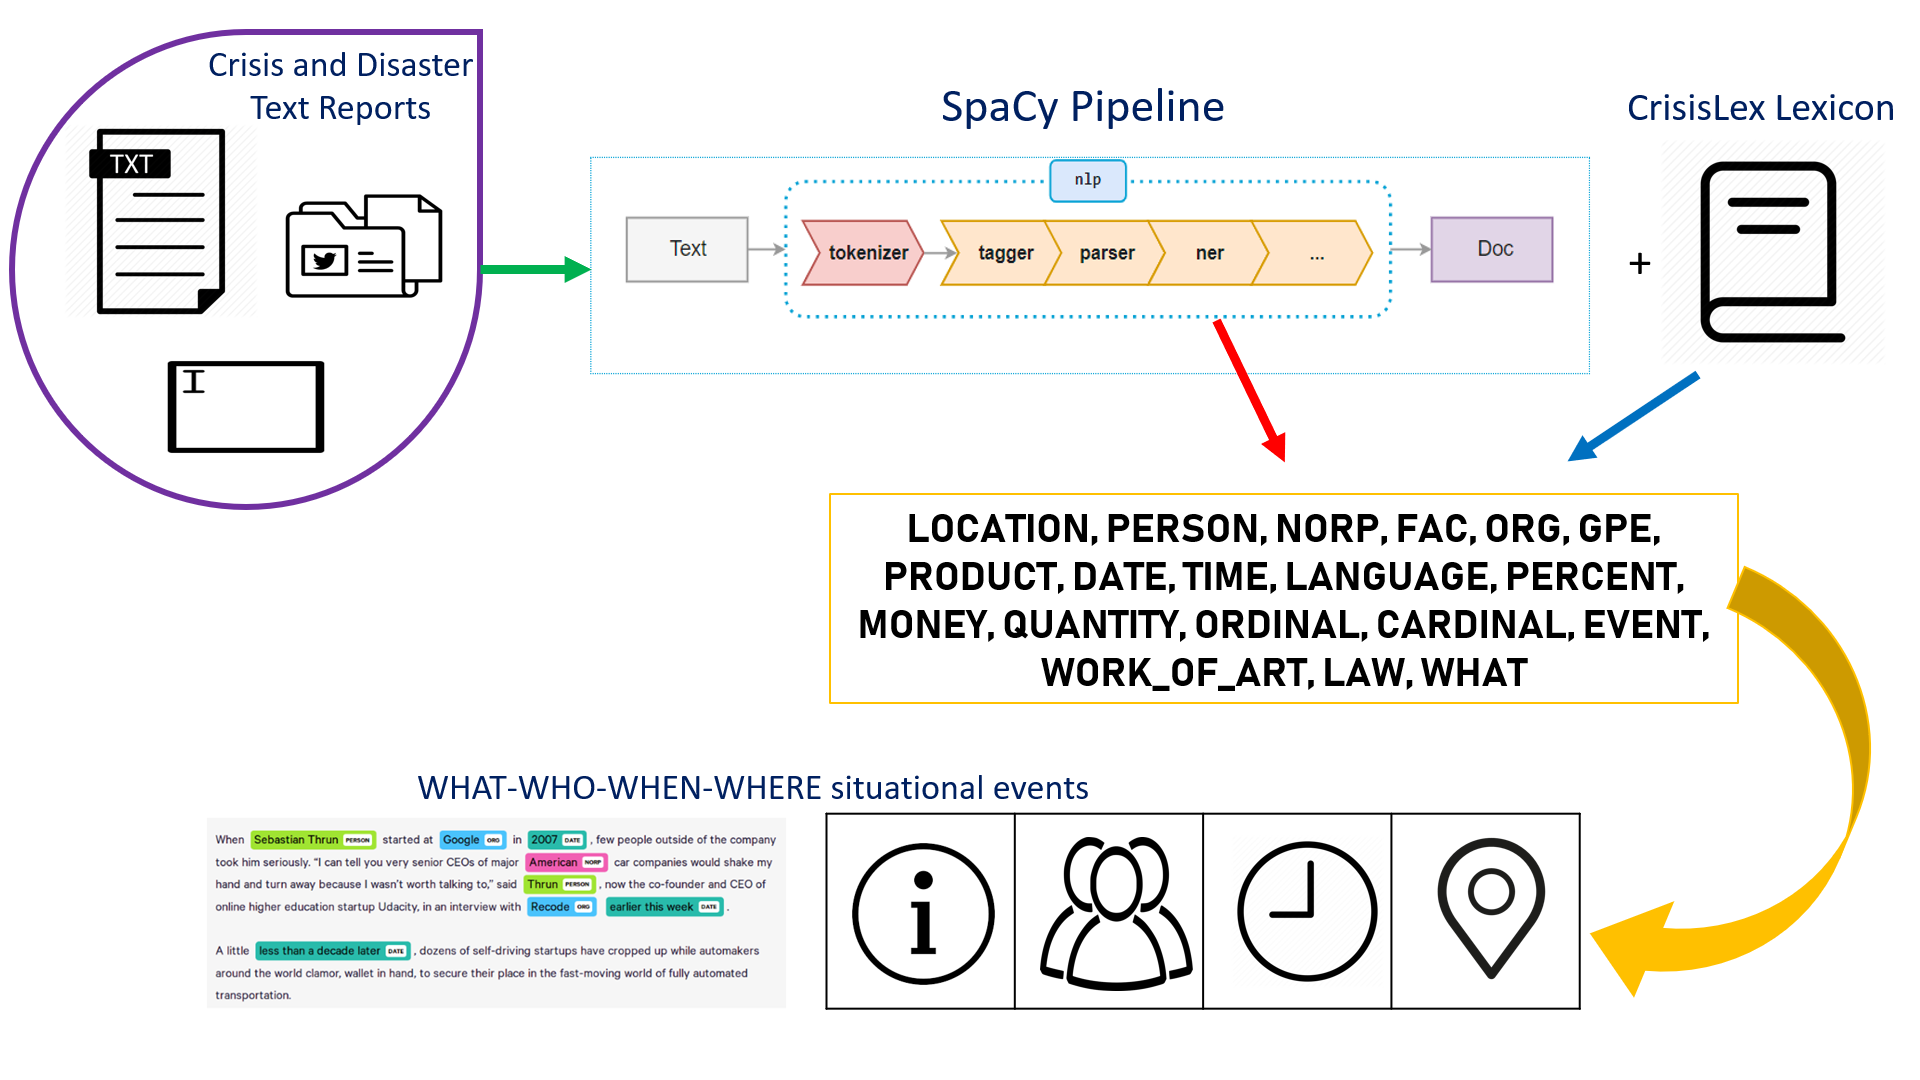 Crisis and Disaster
Text Reports
TXT
SpaCy Pipeline
CrisisLex Lexicon
nlp
Text
tokenizer
tagger
parser
ner
...
Doc
+
LOCATION, PERSON, NORP, FAC, ORG, GPE,
PRODUCT, DATE, TIME, LANGUAGE, PERCENT,
MONEY, QUANTITY, ORDINAL, CARDINAL, EVENT,
WORK_OF_ART, LAW, WHAT
WHAT-WHO-WHEN-WHERE situational events
When Sebastian Thrun PERSON started at Google ORG in 2007 DATE , few people outside of the company
took him seriously. “I can tell you very senior CEOs of major American NORP car companies would shake my
hand and turn away because I wasn’t worth talking to,” said Thrun PERSON , now the co-founder and CEO of
online higher education startup Udacity, in an interview with Recode ORG earlier this week DATE .
A little less than a decade later DATE , dozens of self-driving startups have cropped up while automakers
around the world clamor, wallet in hand, to secure their place in the fast-moving world of fully automated
transportation.